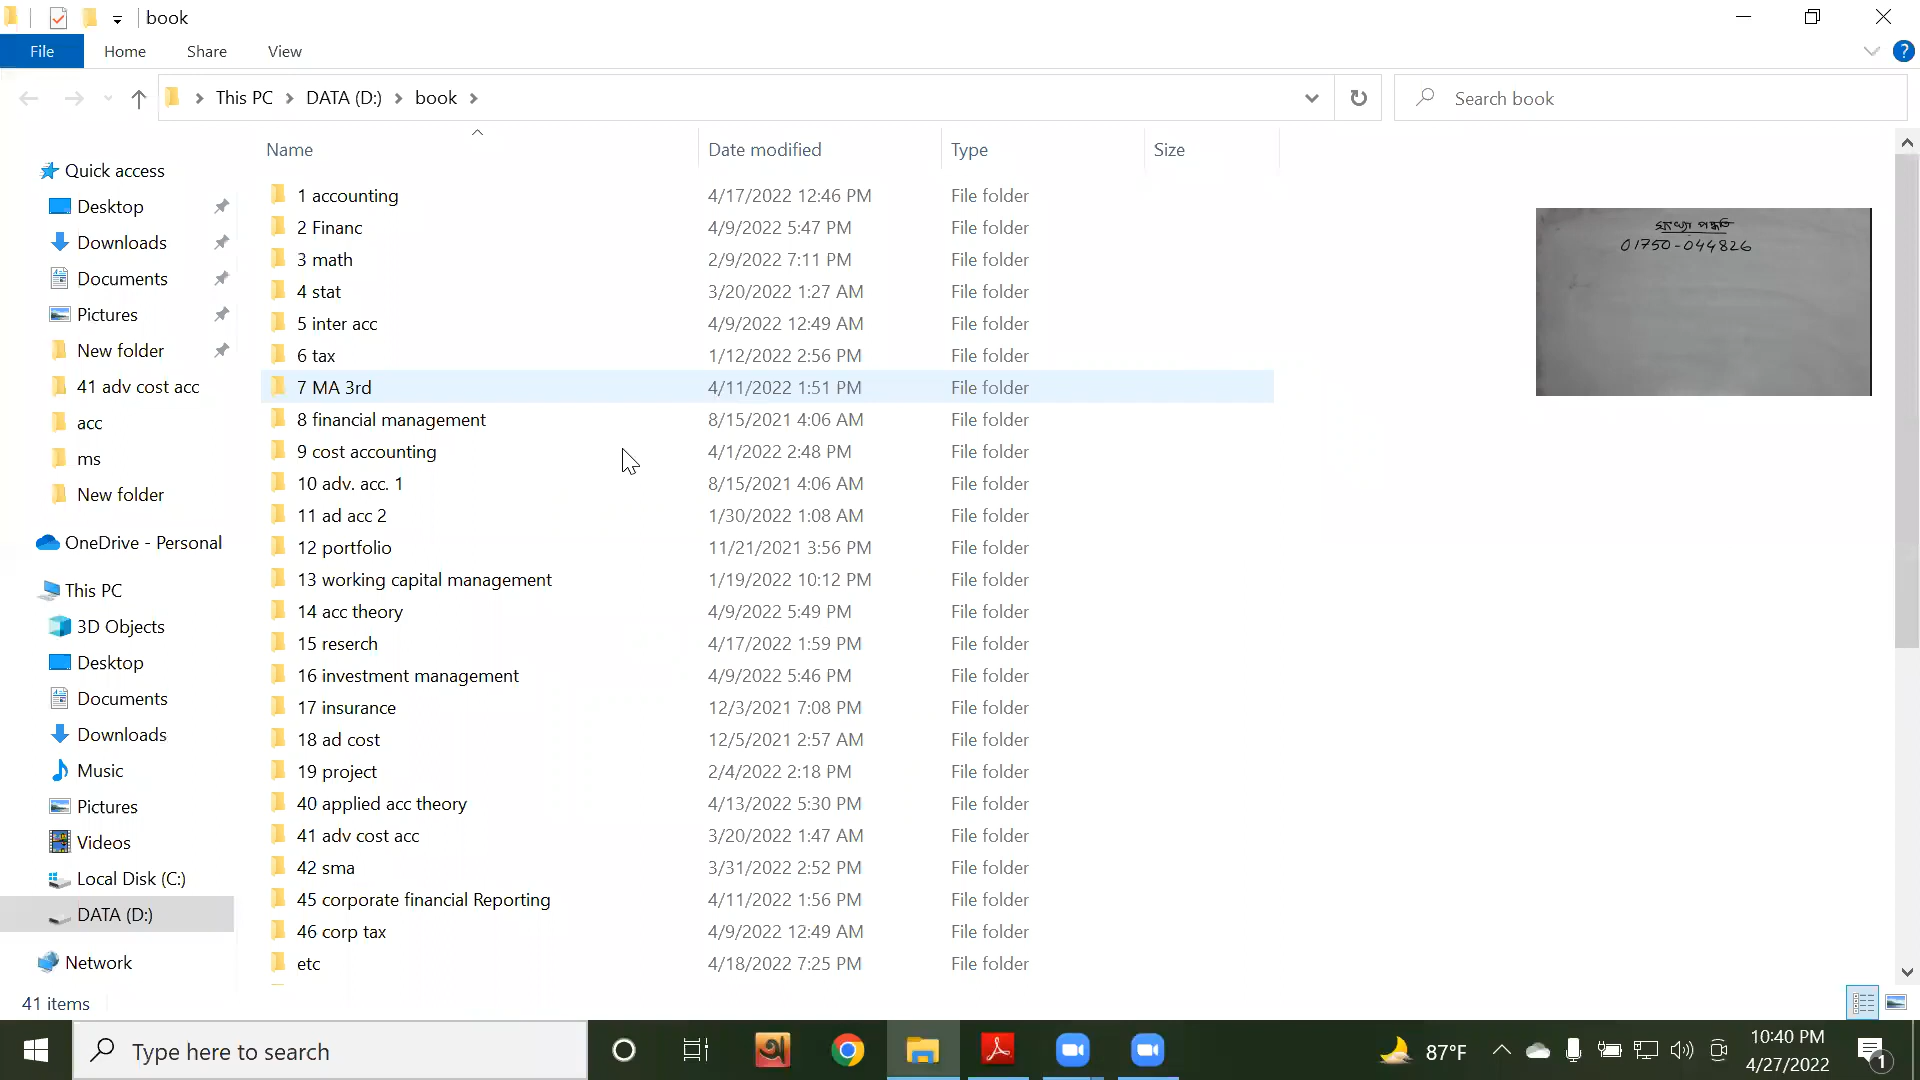 book
File
Home
Share
View
This PC
DATA (D:)
book
Search book
Name
Date modified
Type
Size
Quick access
Desktop
Downloads
Documents
Pictures
New folder
41 adv cost acc
acc
ms
New folder
OneDrive - Personal
This PC
3D Objects
Desktop
Documents
Downloads
Music
Pictures
Videos
Local Disk (C:)
DATA (D:)
Network
1 accounting 4/17/2022 12:46 PM File folder
2 Financ 4/9/2022 5:47 PM File folder
3 math 2/9/2022 7:11 PM File folder
4 stat 3/20/2022 1:27 AM File folder
5 inter acc 4/9/2022 12:49 AM File folder
6 tax 1/12/2022 2:56 PM File folder
7 MA 3rd 4/11/2022 1:51 PM File folder
8 financial management 8/15/2021 4:06 AM File folder
9 cost accounting 4/1/2022 2:48 PM File folder
10 adv. acc. 1 8/15/2021 4:06 AM File folder
11 ad acc 2 1/30/2022 1:08 AM File folder
12 portfolio 11/21/2021 3:56 PM File folder
13 working capital management 1/19/2022 10:12 PM File folder
14 acc theory 4/9/2022 5:49 PM File folder
15 reserch 4/17/2022 1:59 PM File folder
16 investment management 4/9/2022 5:46 PM File folder
17 insurance 12/3/2021 7:08 PM File folder
18 ad cost 12/5/2021 2:57 AM File folder
19 project 2/4/2022 2:18 PM File folder
40 applied acc theory 4/13/2022 5:30 PM File folder
41 adv cost acc 3/20/2022 1:47 AM File folder
42 sma 3/31/2022 2:52 PM File folder
45 corporate financial Reporting 4/11/2022 1:56 PM File folder
46 corp tax 4/9/2022 12:49 AM File folder
etc 4/18/2022 7:25 PM File folder
01750-044826
41 items
Type here to search
87°F
10:40 PM
4/27/2022
1